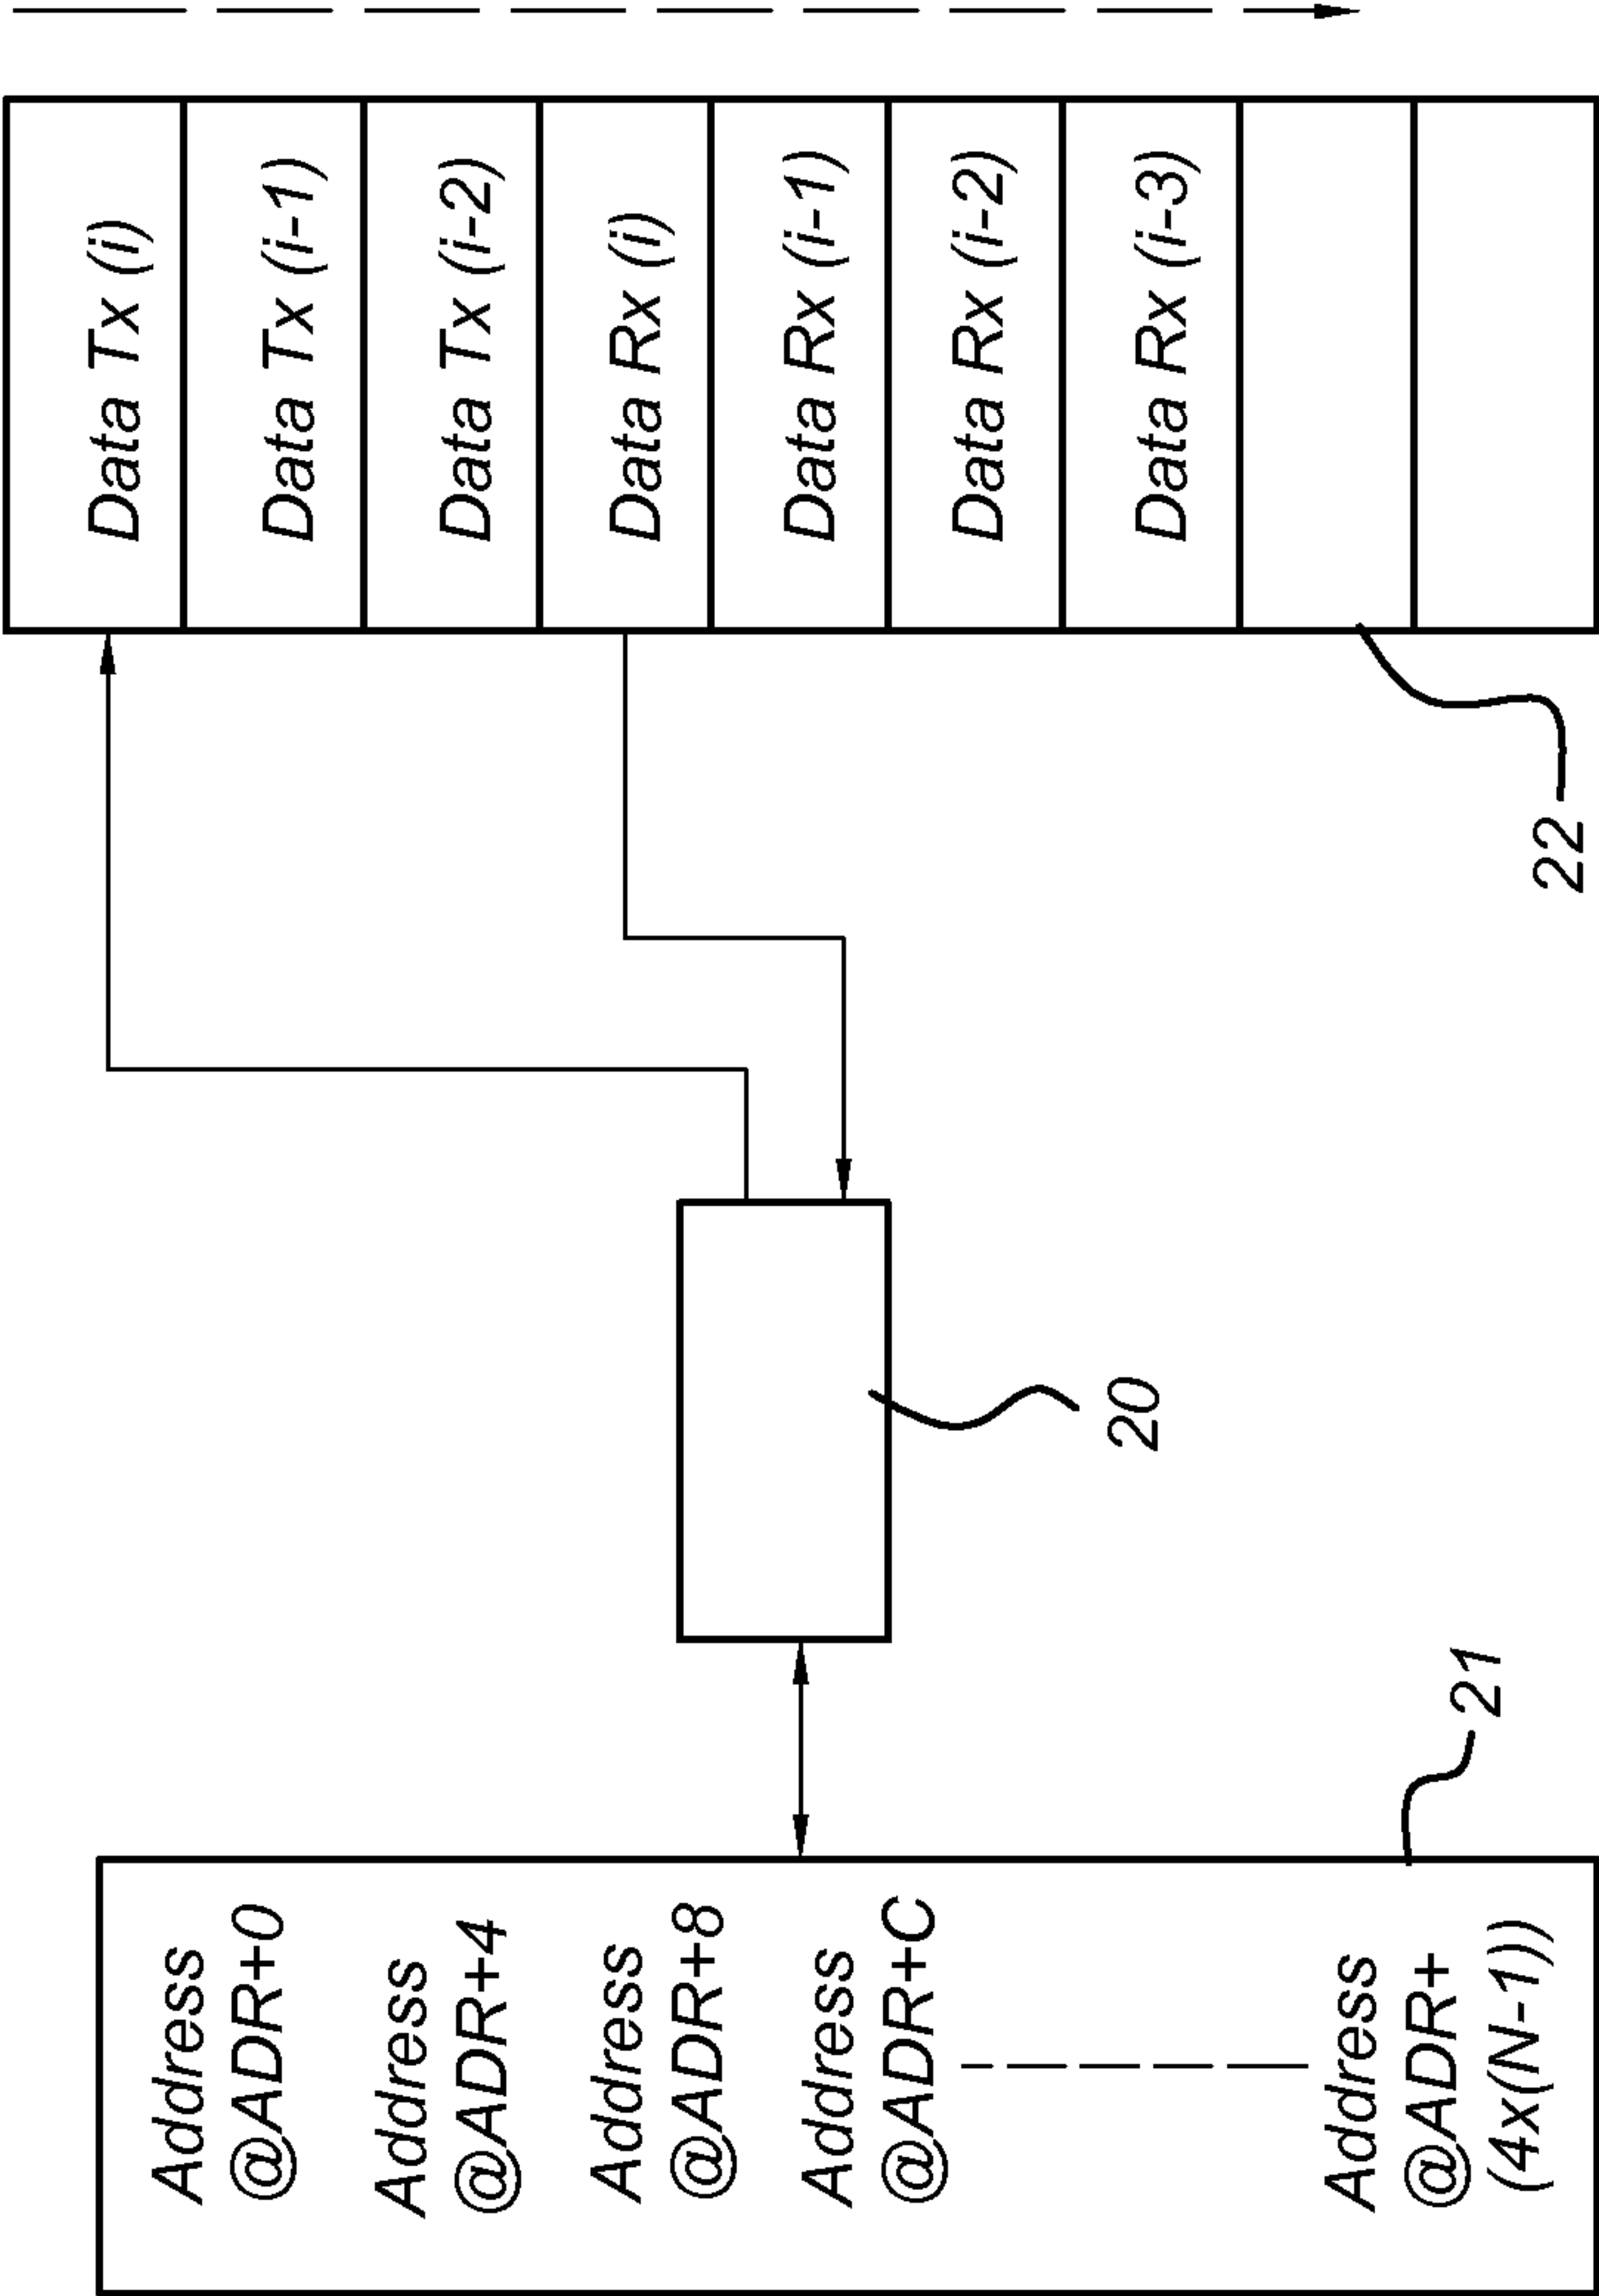 Address
@ADR+0
Address
@ADR+4
Address
@ADR+8
Address
@ADR+C
Address
@ADR+
(4x(N-1))
21
20
22
Data Tx (i)
Data Tx (i-1)
Data Tx (i-2)
Data Rx (i)
Data Rx (i-1)
Data Rx (i-2)
Data Rx (i-3)